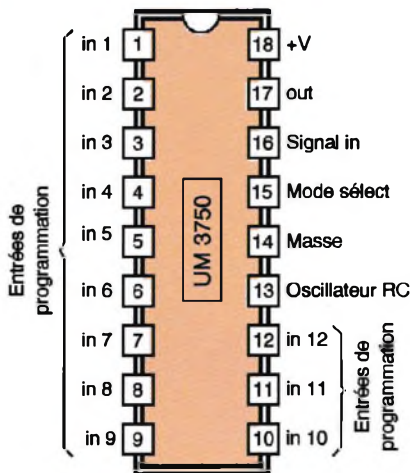 in 1 1 18 +V
in 2 2 17 out
in 3 3 16 Signal in
in 4 4 15 Mode sélect
in 5 5 14 Masse
in 6 6 13 Oscillateur RC
in 7 7 12 in 12
in 8 8 11 in 11
in 9 9 10 in 10
Entrées de
programmation
UM 3750
Entrées de
programmation